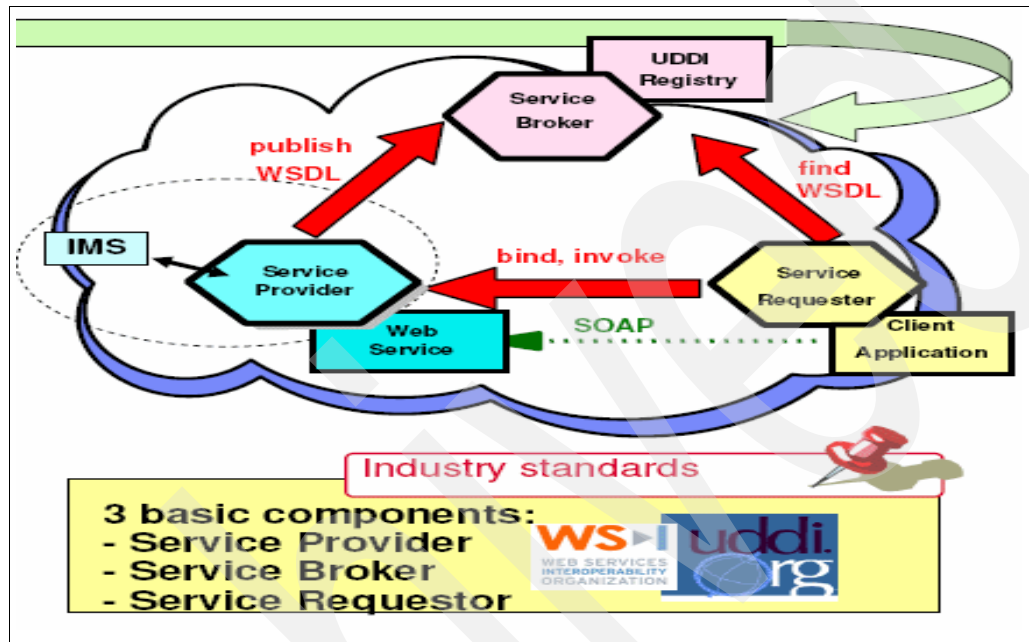 UDDI
Registry
Service
Broker
publish
WSDL
find
WSDL
IMS
Service
Provider
bind, invoke
Service
Requester
Web
Service
SOAP
Client
Application
Industry standards
3 basic components:
- Service Provider
- Service Broker
- Service Requestor
WS-I
WEB SERVICES
INTEROPERABILITY
ORGANIZATION
uddi.
org